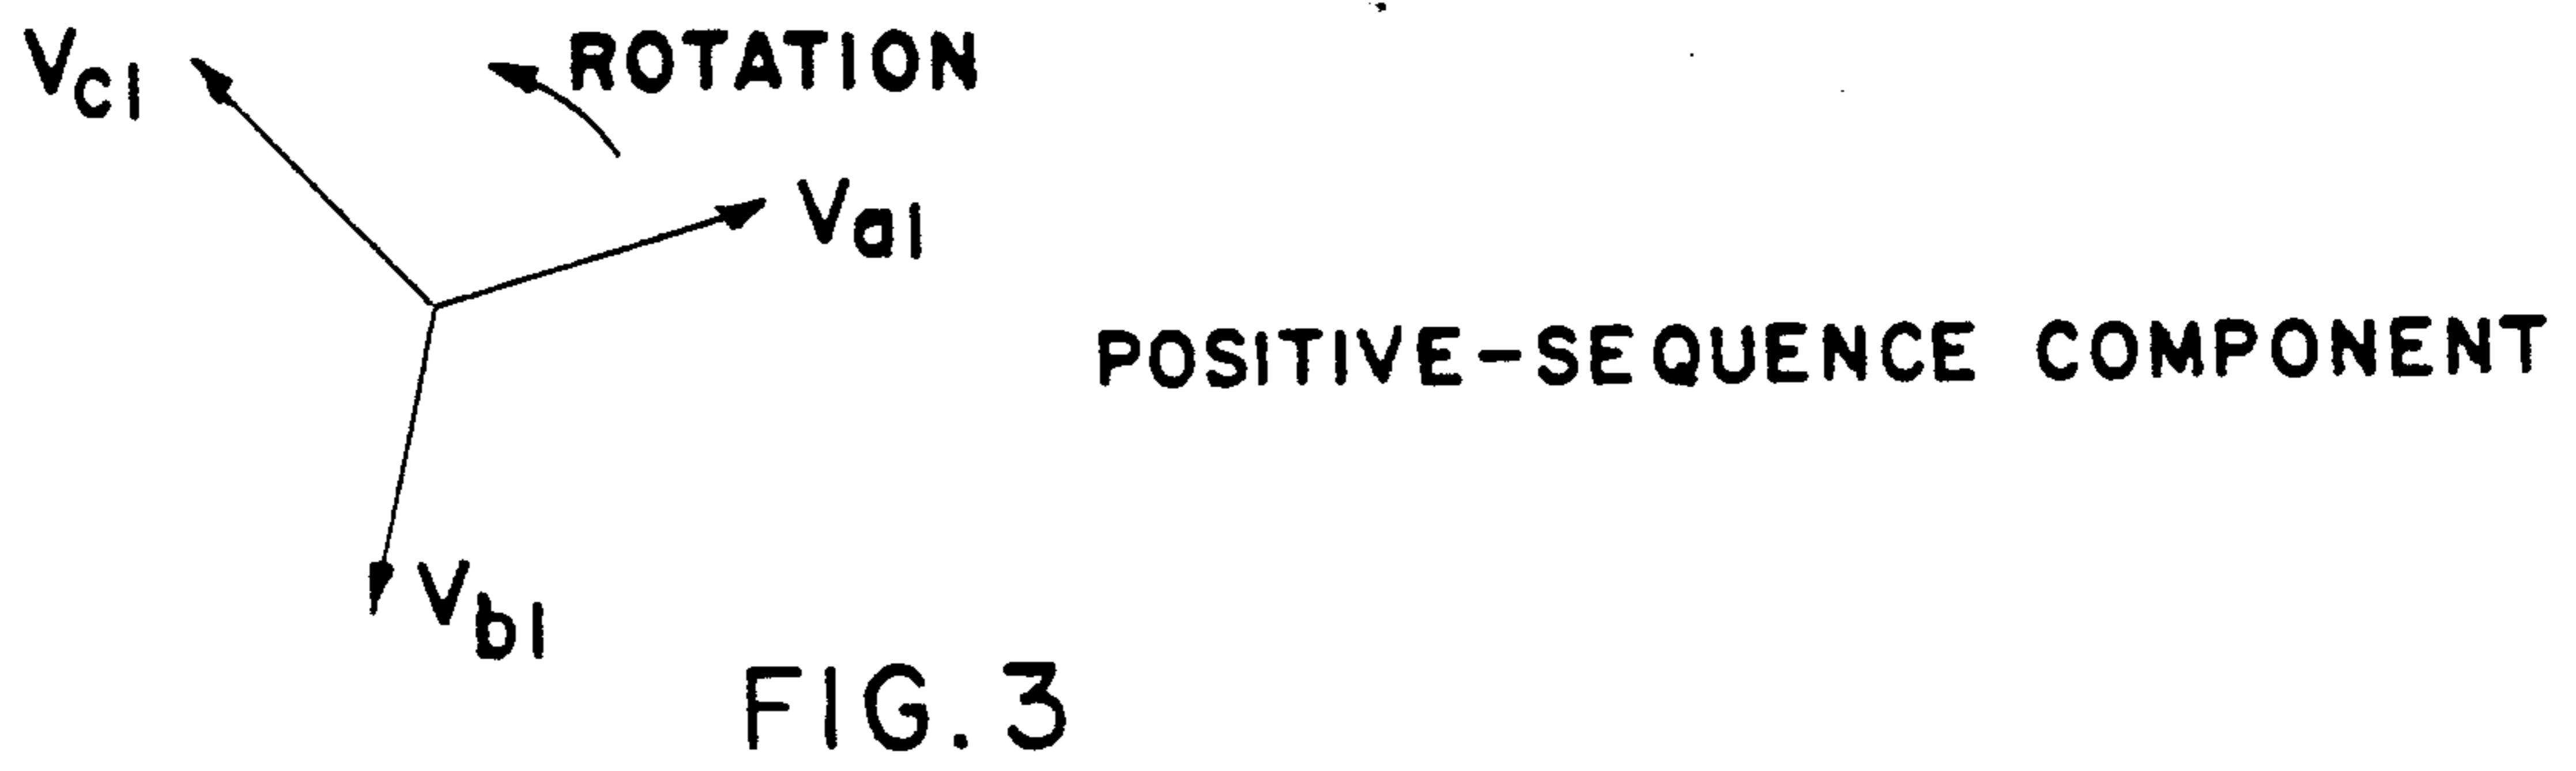 Vc1
ROTATION
Va1
POSITIVE-SEQUENCE COMPONENT
Vb1
FIG. 3